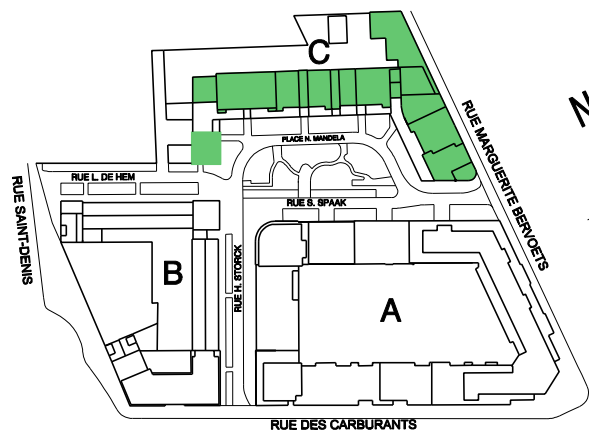 C
N
PLACE N. MANDELA
RUE MARGUERITE BERVOETS
RUE L. DE HEM
RUE SAINT-DENIS
RUE S. SPAAK
B
RUE H. STORCK
A
RUE DES CARBURANTS